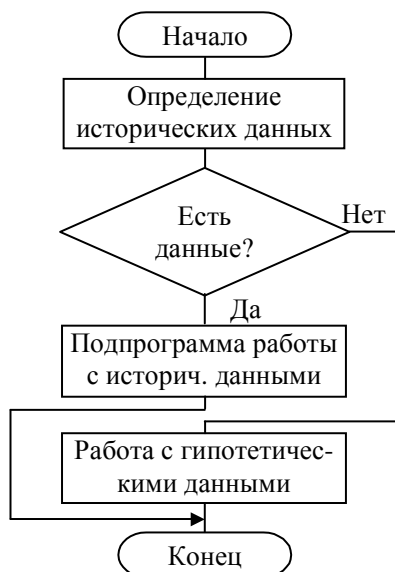 Начало
Определение
исторических данных
Есть
данные?
Нет
Да
Подпрограмма работы
с историч. данными
Работа с гипотетичес-
кими данными
Конец